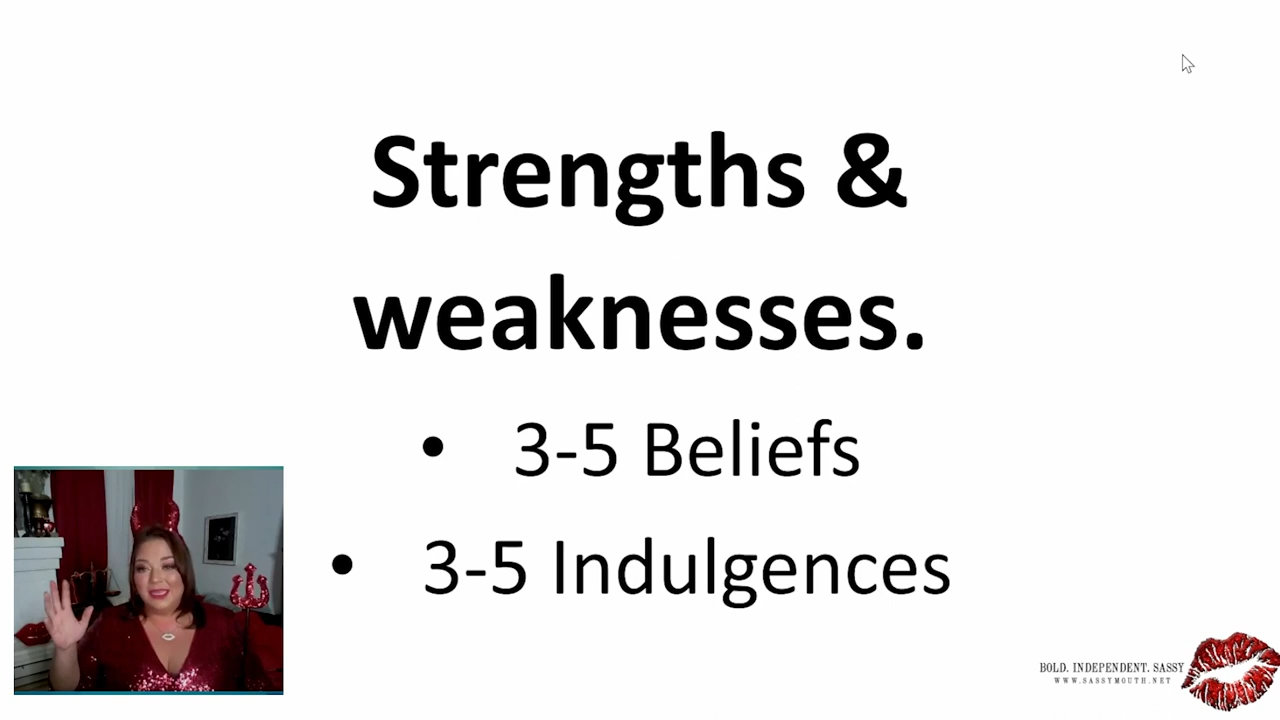 Strengths &
weaknesses.
• 3-5 Beliefs
• 3-5 Indulgences
BOLD. INDEPENDENT. SASSY
WWW.SASSYMOUTH.NET